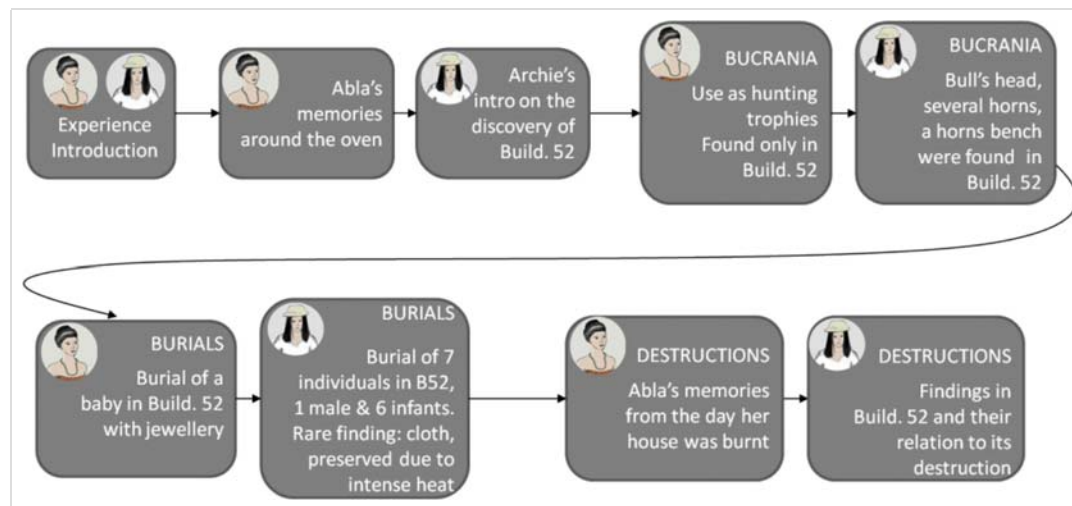 Experience
Introduction
Abla's
memories
around the oven
Archie's
intro on the
discovery of
Build. 52
BUCRANIA
Use as hunting
trophies
Found only in
Build. 52
BUCRANIA
Bull's head,
several horns,
a horns bench
were found in
Build. 52
BURIALS
Burial of a
baby in Build. 52
with jewellery
BURIALS
Burial of 7
individuals in B52,
1 male & 6 infants.
Rare finding: cloth,
preserved due to
intense heat
DESTRUCTIONS
Abla's memories
from the day her
house was burnt
DESTRUCTIONS
Findings in
Build. 52 and their
relation to its
destruction